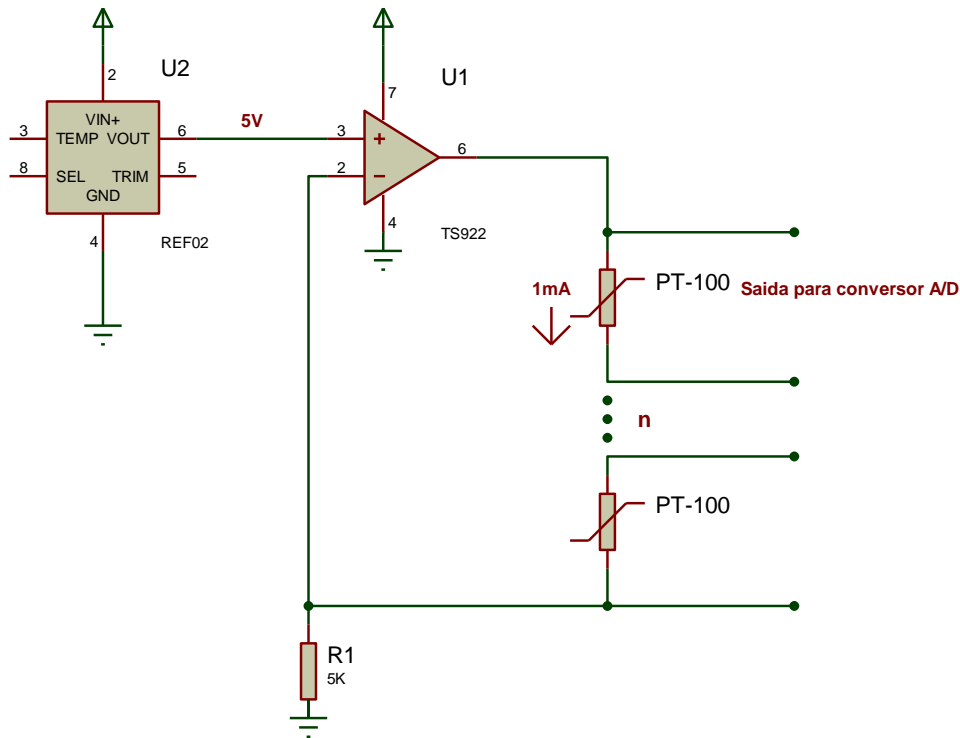 U2
2
VIN+
3
TEMP VOUT
6
8
SEL TRIM
5
GND
4
REF02
5V
U1
7
3
+
2
−
6
4
TS922
1mA
PT-100
Saida para conversor A/D
n
PT-100
R1
5K